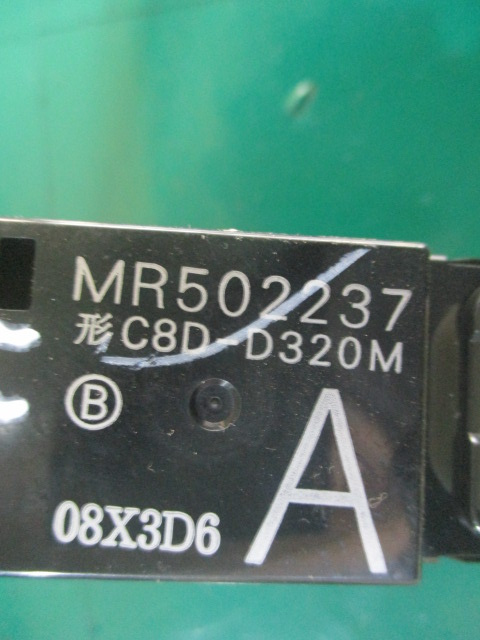 MR502237
形C8D-D320M
Ⓑ
A
08X3D6